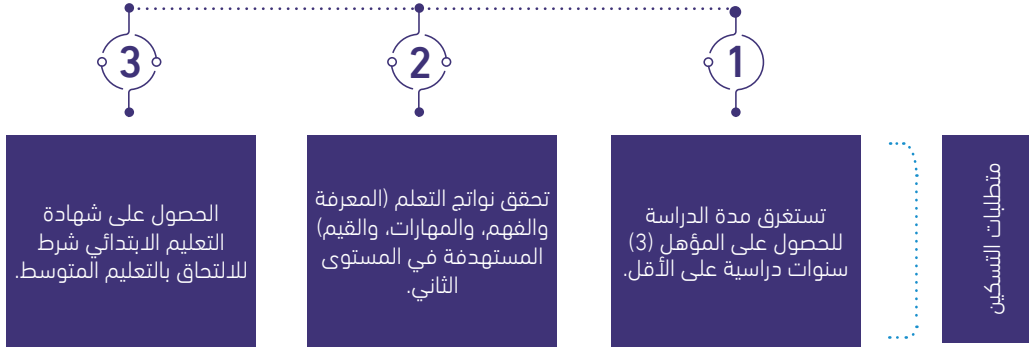 متطلبات التسكين
1
تستغرق مدة الدراسة
للحصول على المؤهل (3)
سنوات دراسية على الأقل.
2
تحقق نواتج التعلم (المعرفة
والفهم، والمهارات، والقيم)
المستهدفة في المستوى
الثاني.
3
الحصول على شهادة
التعليم الابتدائي شرط
للالتحاق بالتعليم المتوسط.